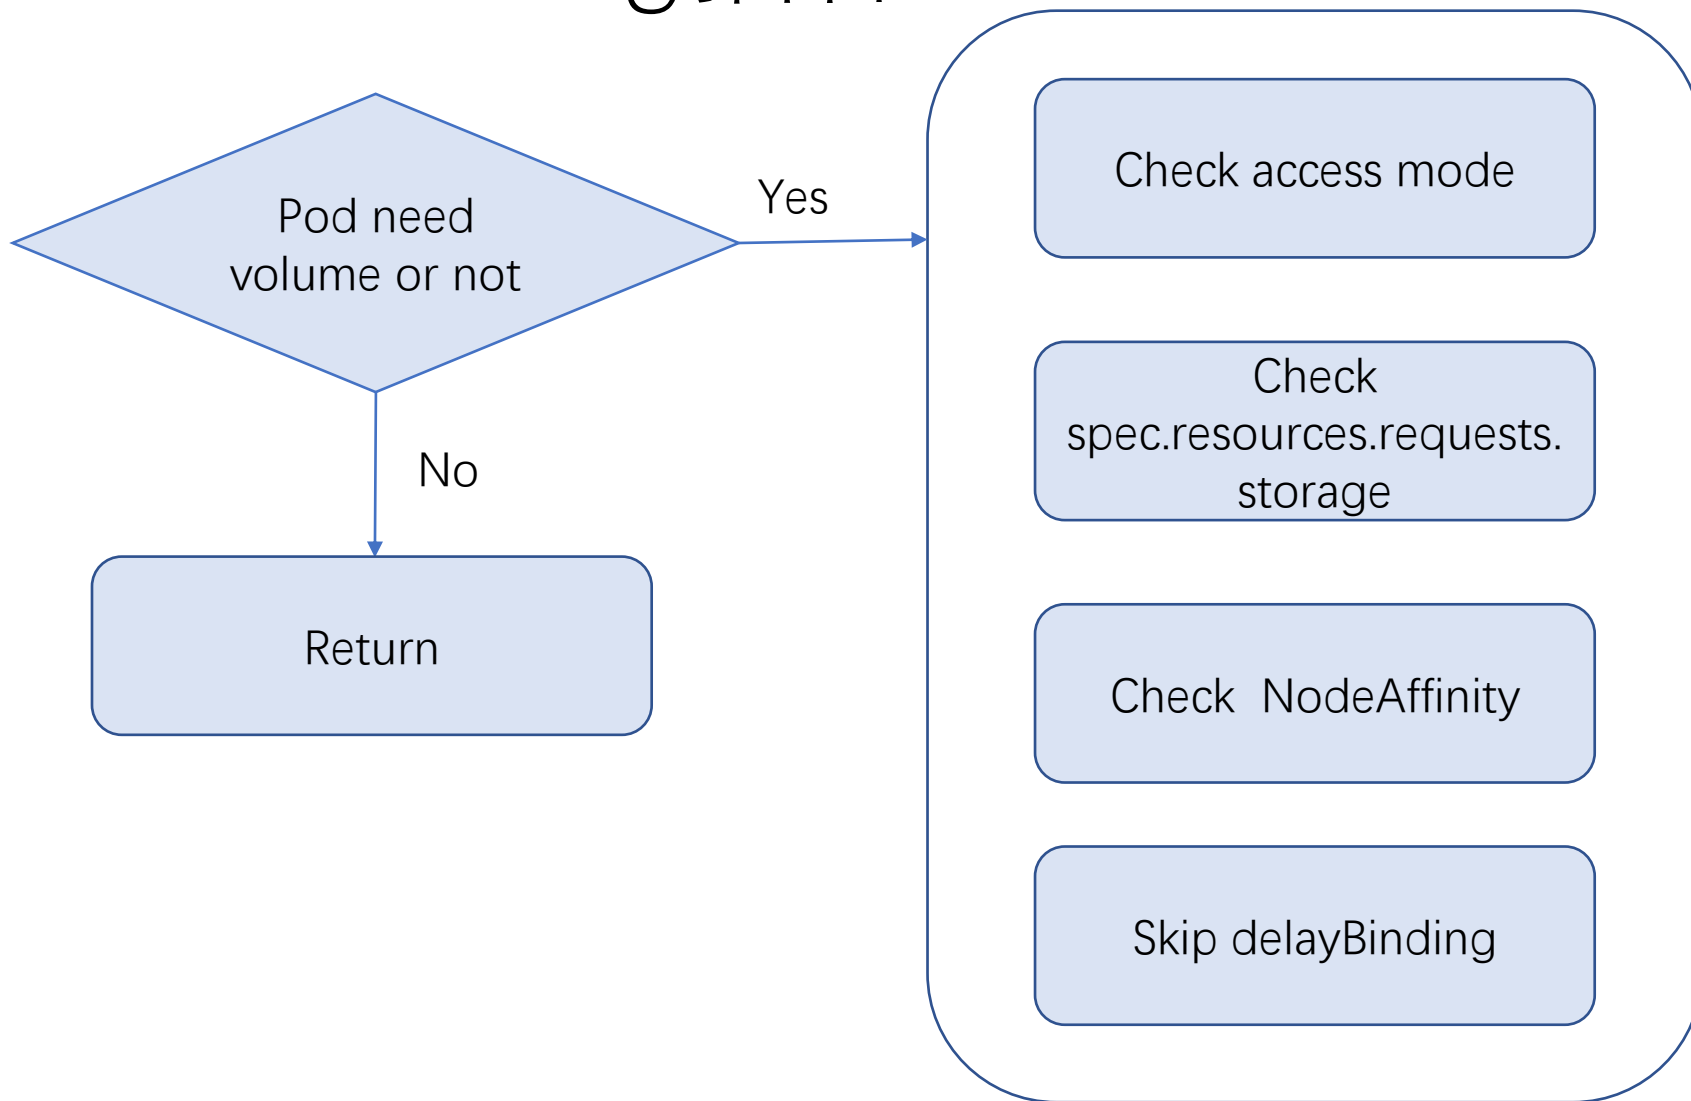 Pod need
volume or not
Yes
No
Return
Check access mode
Check
spec.resources.requests.
storage
Check  NodeAffinity
Skip delayBinding